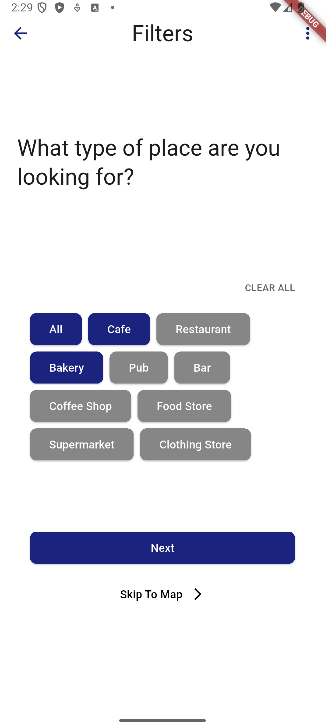 2:29
DEBUG
Filters
What type of place are you
looking for?
CLEAR ALL
All Cafe Restaurant
Bakery Pub Bar
Coffee Shop Food Store
Supermarket Clothing Store
Next
Skip To Map